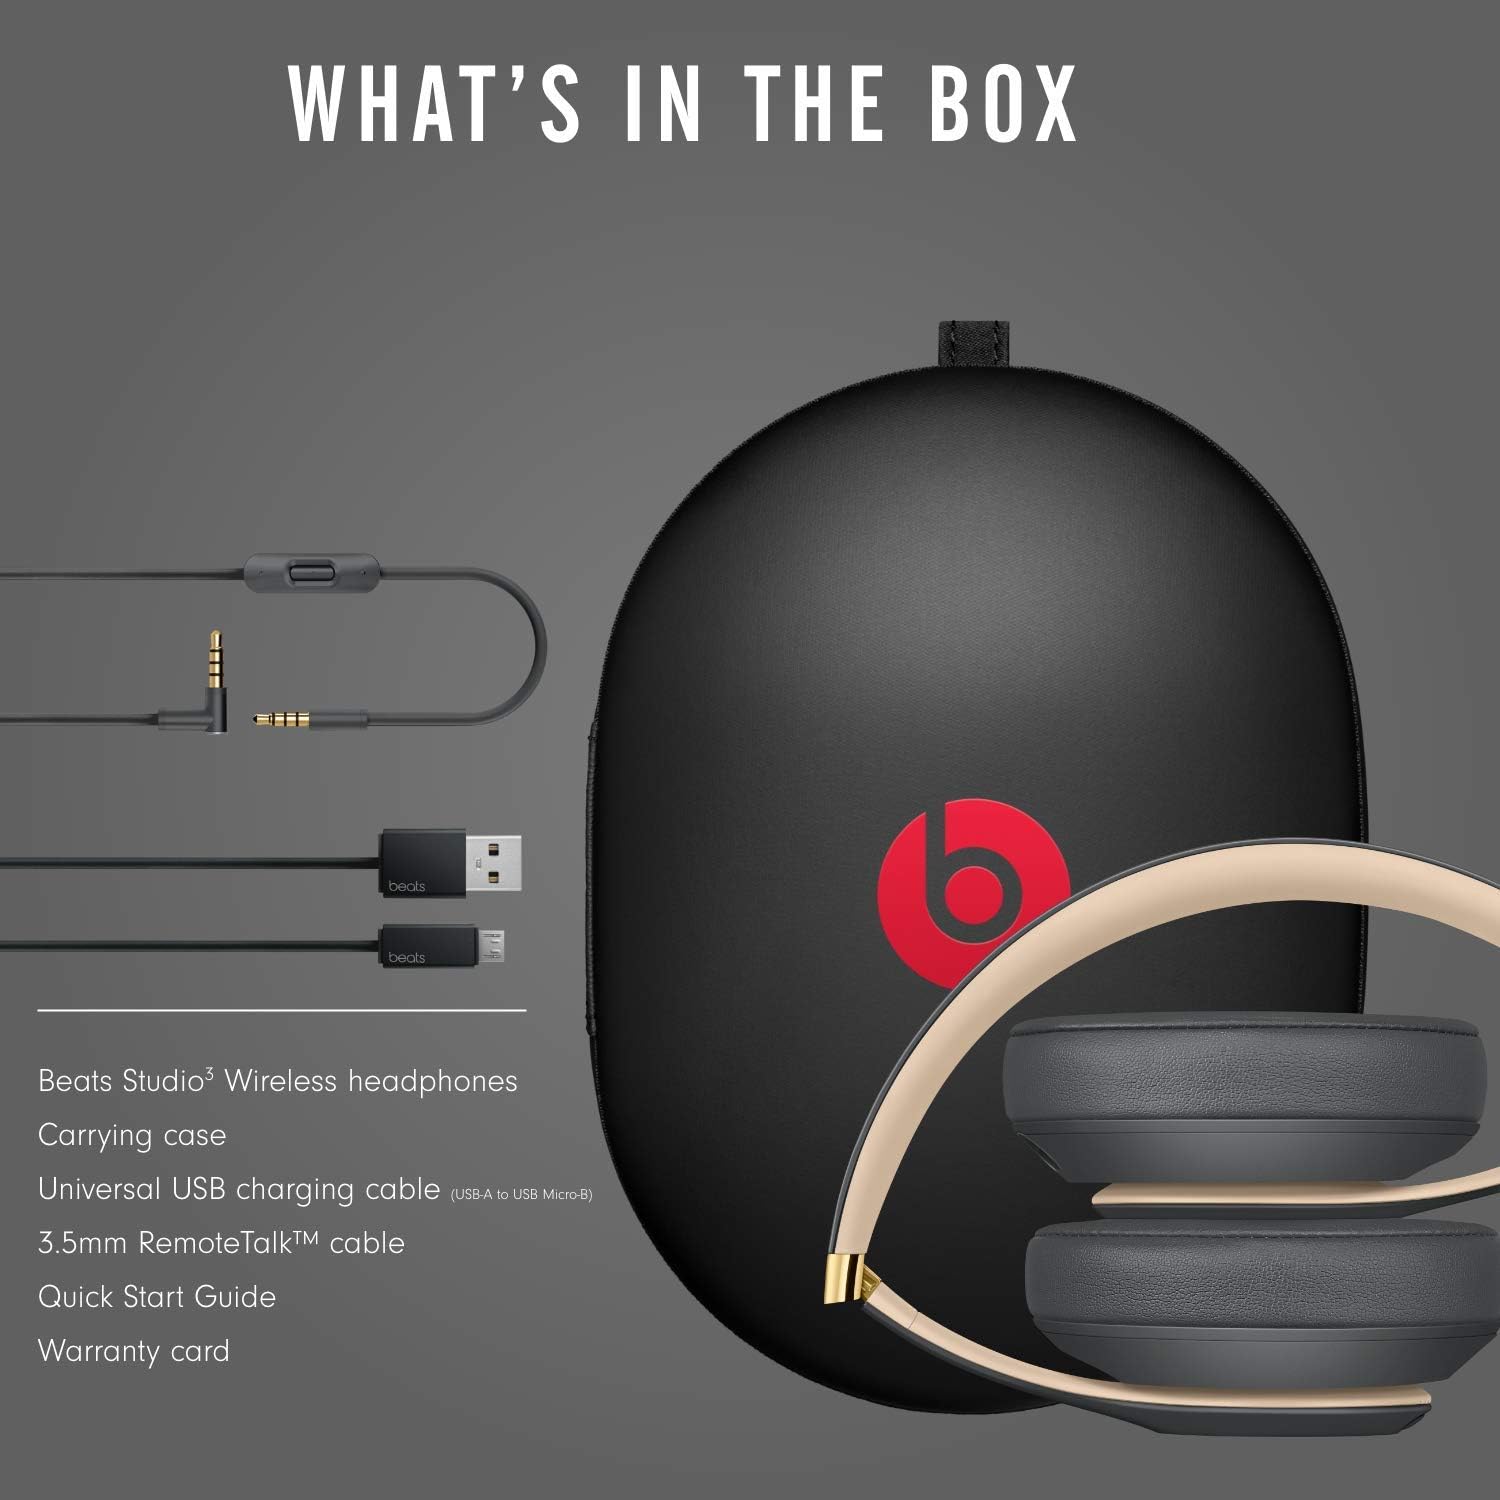 WHAT'S IN THE BOX
beats
beats
b
Beats Studio³ Wireless headphones
Carrying case
Universal USB charging cable (USB-A to USB Micro-B)
3.5mm RemoteTalk™ cable
Quick Start Guide
Warranty card